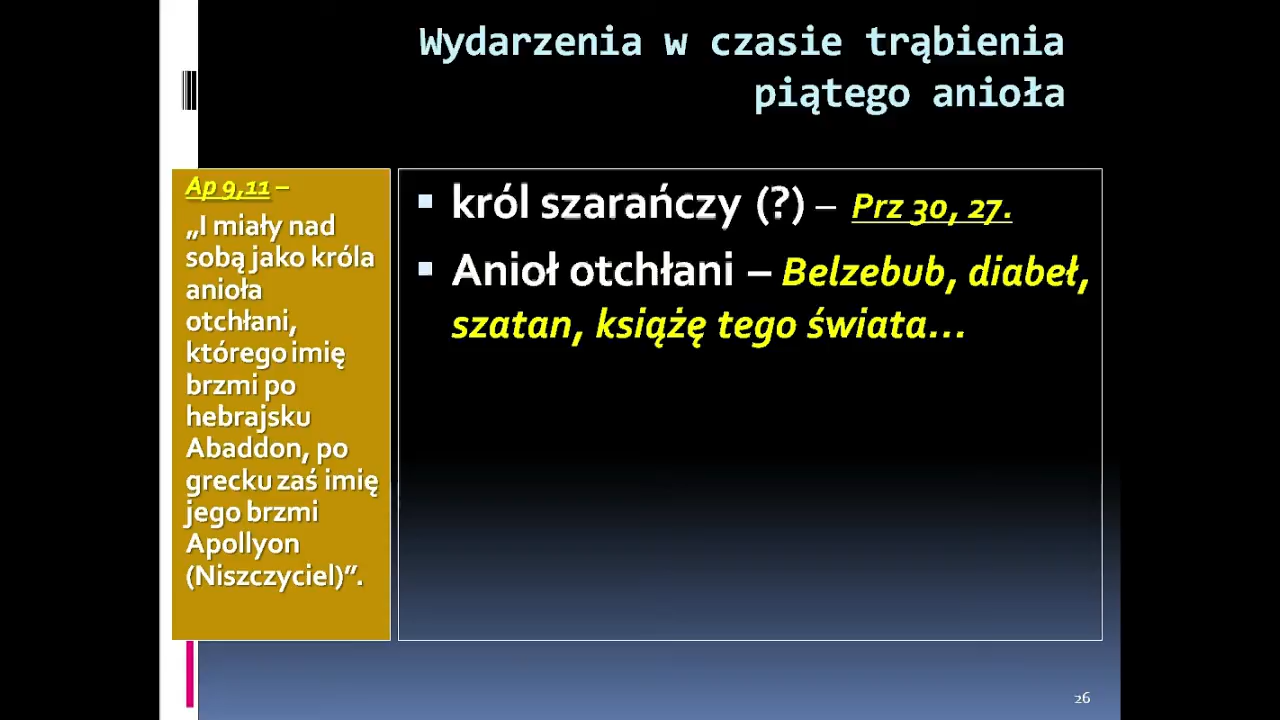 Wydarzenia w czasie trąbienia
piątego anioła
Ap 9,11 –
„I miały nad
sobą jako króla
anioła
otchłani,
którego imię
brzmi po
hebrajsku
Abaddon, po
grecku zaś imię
jego brzmi
Apollyon
(Niszczyciel)”.
król szarańczy (?) – Prz 30, 27.
Anioł otchłani – Belzebub, diabeł,
szatan, książę tego świata...
26